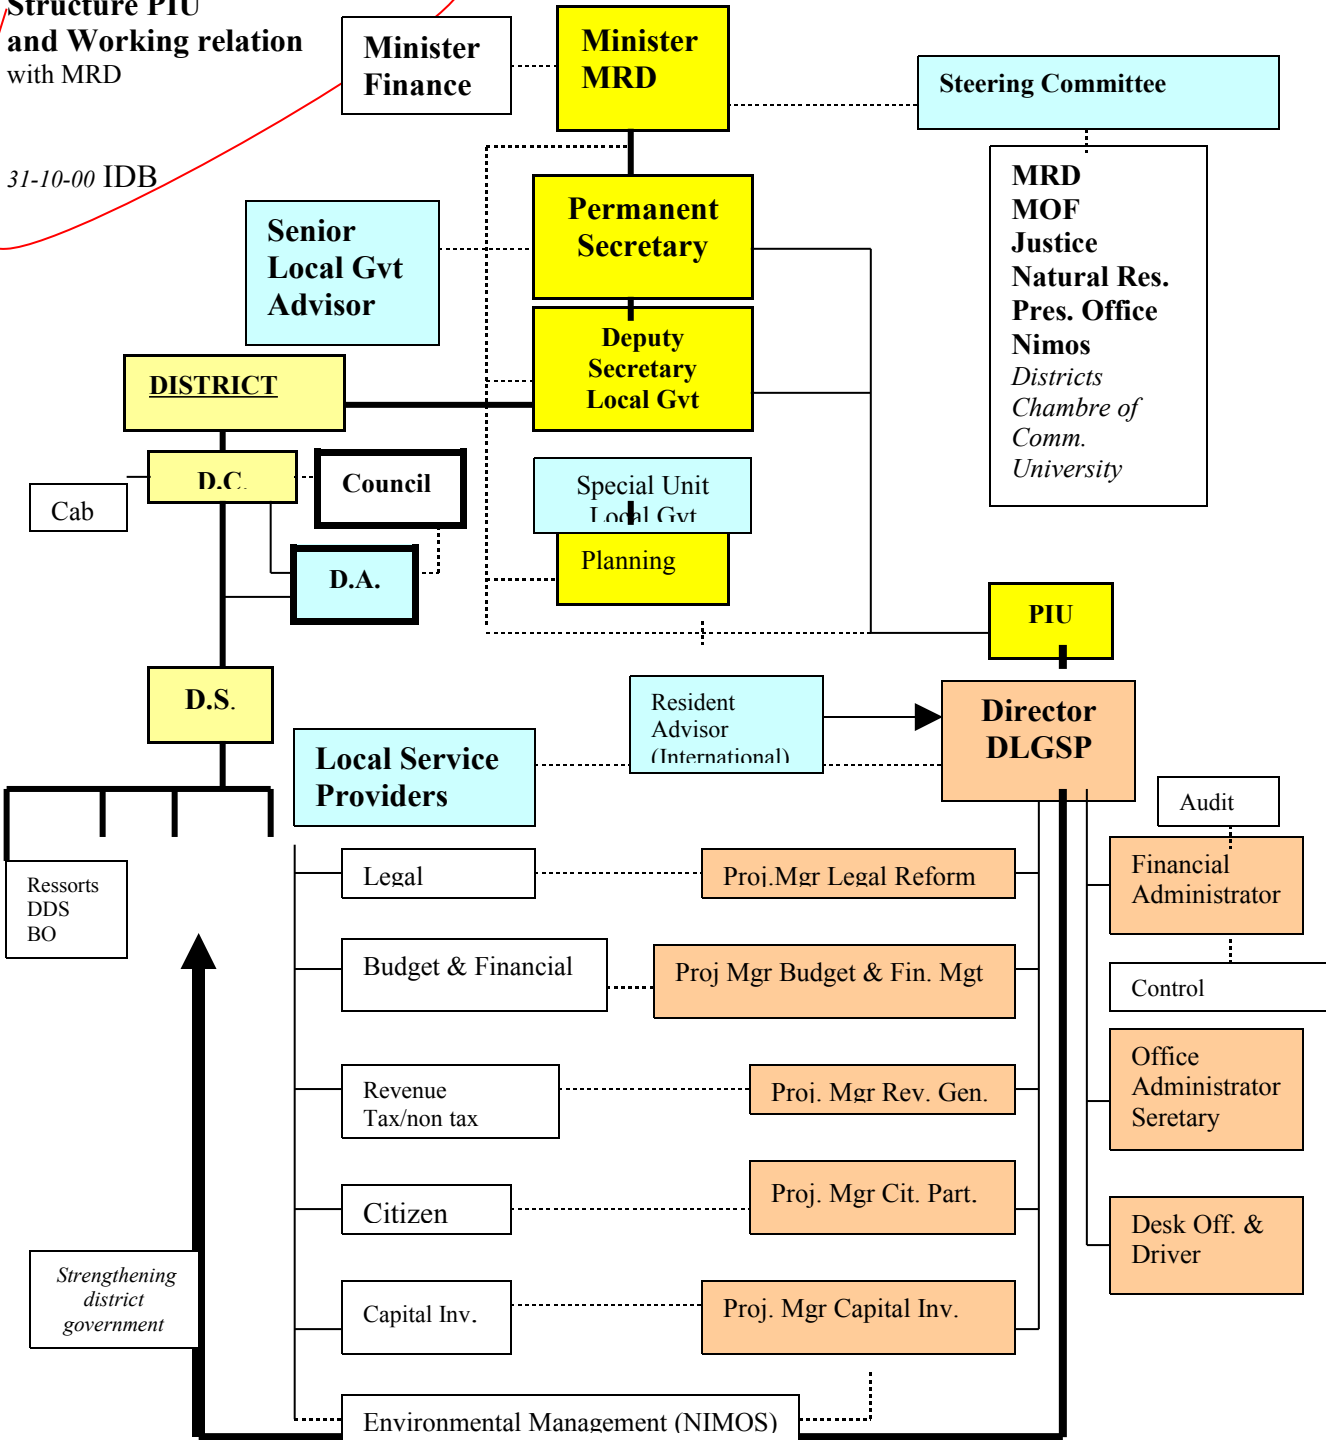 Structure PIU
and Working relation
with MRD
31-10-00 IDB
Minister
Finance
Minister
MRD
Steering Committee
MRD
MOF
Justice
Natural Res.
Pres. Office
Nimos
Districts
Chambre of
Comm.
University
Senior
Local Gvt
Advisor
Permanent
Secretary
Deputy
Secretary
Local Gvt
DISTRICT
D.C.
Council
Cab
D.A.
Special Unit
Local Gvt
Planning
PIU
D.S.
Resident
Advisor
(International)
Director
DLGSP
Local Service
Providers
Audit
Ressorts
DDS
BO
Legal
Proj.Mgr Legal Reform
Financial
Administrator
Budget & Financial
Proj Mgr Budget & Fin. Mgt
Control
Revenue
Tax/non tax
Proj. Mgr Rev. Gen.
Office
Administrator
Seretary
Citizen
Proj. Mgr Cit. Part.
Desk Off. &
Driver
Strengthening
district
government
Capital Inv.
Proj. Mgr Capital Inv.
Environmental Management (NIMOS)